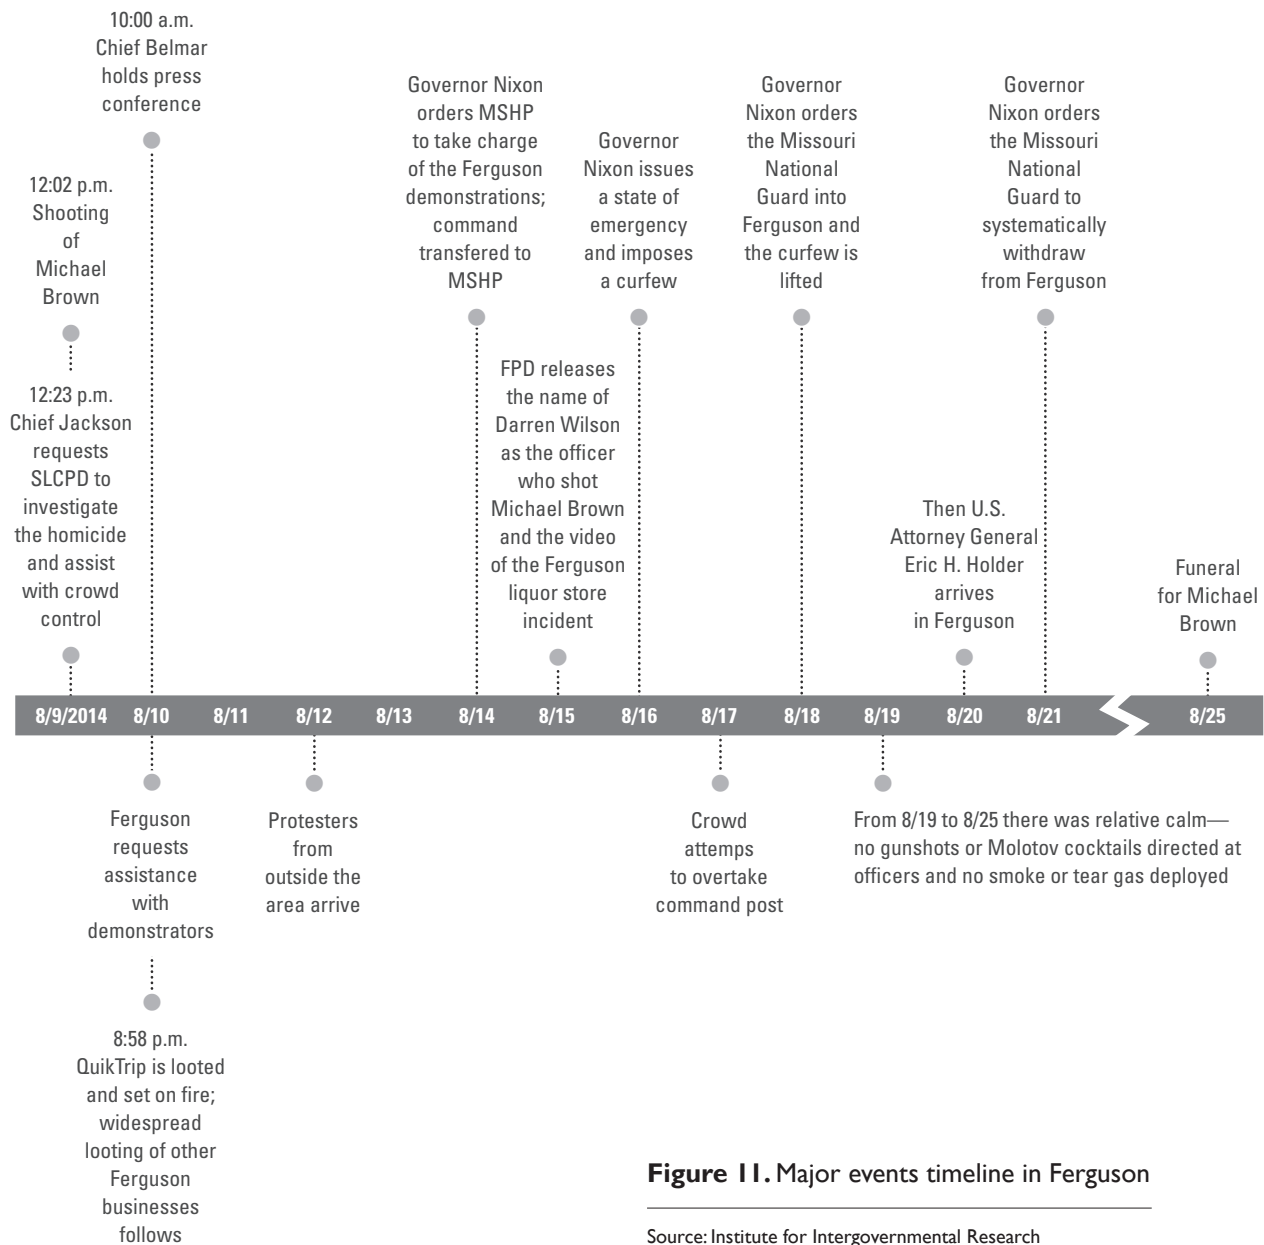 10:00 a.m.
Chief Belmar
holds press
conference
12:02 p.m.
Shooting
of
Michael
Brown
12:23 p.m.
Chief Jackson
requests
SLCPD to
investigate
the homicide
and assist
with crowd
control
Governor Nixon
orders MSHP
to take charge
of the Ferguson
demonstrations;
command
transfered to
MSHP
FPD releases
the name of
Darren Wilson
as the officer
who shot
Michael Brown
and the video
of the Ferguson
liquor store
incident
Governor
Nixon issues
a state of
emergency
and imposes
a curfew
Governor
Nixon orders
the Missouri
National
Guard into
Ferguson and
the curfew is
lifted
Then U.S.
Attorney General
Eric H. Holder
arrives
in Ferguson
Governor
Nixon orders
the Missouri
National
Guard to
systematically
withdraw
from Ferguson
Funeral
for Michael
Brown
8/9/2014 8/10 8/11 8/12 8/13 8/14 8/15 8/16 8/17 8/18 8/19 8/20 8/21 8/25
Ferguson
requests
assistance
with
demonstrators
8:58 p.m.
QuikTrip is looted
and set on fire;
widespread
looting of other
Ferguson
businesses
follows
Protesters
from
outside the
area arrive
Crowd
attemps
to overtake
command post
From 8/19 to 8/25 there was relative calm—
no gunshots or Molotov cocktails directed at
officers and no smoke or tear gas deployed
Figure 11. Major events timeline in Ferguson
Source: Institute for Intergovernmental Research